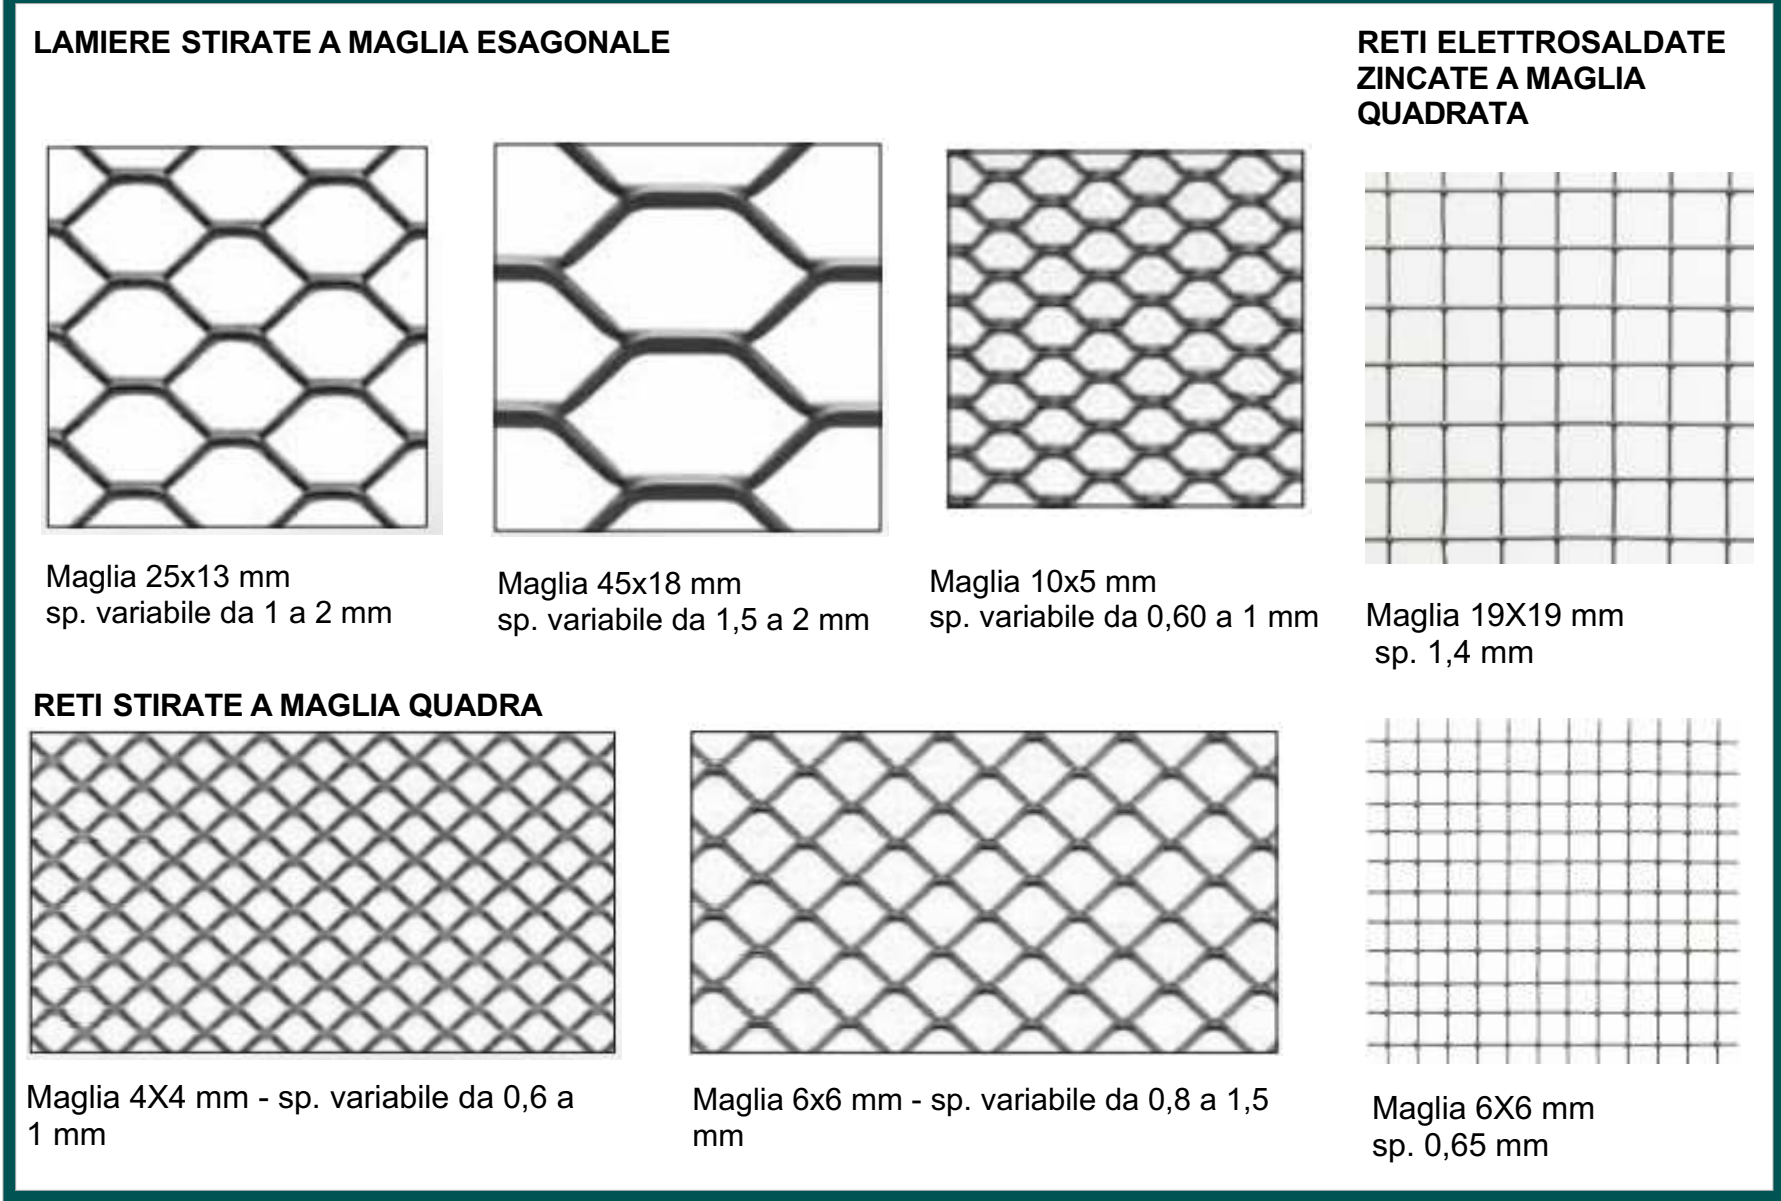 LAMIERE STIRATE A MAGLIA ESAGONALE
RETI ELETTROSALDATE
ZINCATE A MAGLIA
QUADRATA
Maglia 25x13 mm
sp. variabile da 1 a 2 mm
Maglia 45x18 mm
sp. variabile da 1,5 a 2 mm
Maglia 10x5 mm
sp. variabile da 0,60 a 1 mm
Maglia 19X19 mm
sp. 1,4 mm
RETI STIRATE A MAGLIA QUADRA
Maglia 4X4 mm - sp. variabile da 0,6 a
1 mm
Maglia 6x6 mm - sp. variabile da 0,8 a 1,5
mm
Maglia 6X6 mm
sp. 0,65 mm